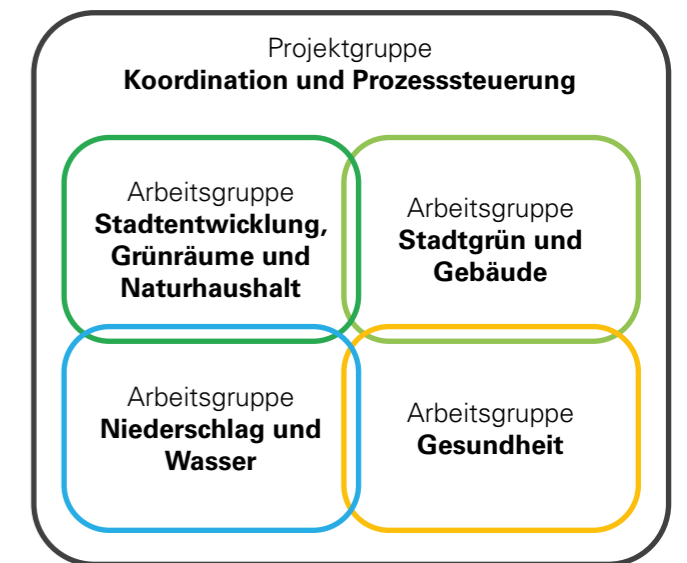 Projektgruppe
Koordination und Prozesssteuerung
Arbeitsgruppe
Stadtentwicklung,
Grünräume und
Naturhaushalt
Arbeitsgruppe
Stadtgrün und
Gebäude
Arbeitsgruppe
Niederschlag und
Wasser
Arbeitsgruppe
Gesundheit